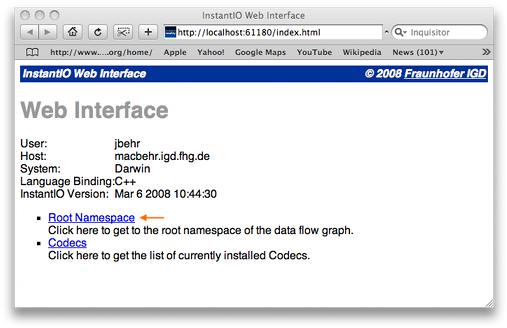 InstantIO Web Interface
http://localhost:61180/index.html
Inquisitor
http://www.....org/home/ Apple Yahoo! Google Maps YouTube Wikipedia News (101)
InstantIO Web Interface © 2008 Fraunhofer IGD
Web Interface
User: jbehr
Host: macbehr.igd.fhg.de
System: Darwin
Language Binding:C++
InstantIO Version: Mar 6 2008 10:44:30
Root Namespace
Click here to get to the root namespace of the data flow graph.
Codecs
Click here to get the list of currently installed Codecs.